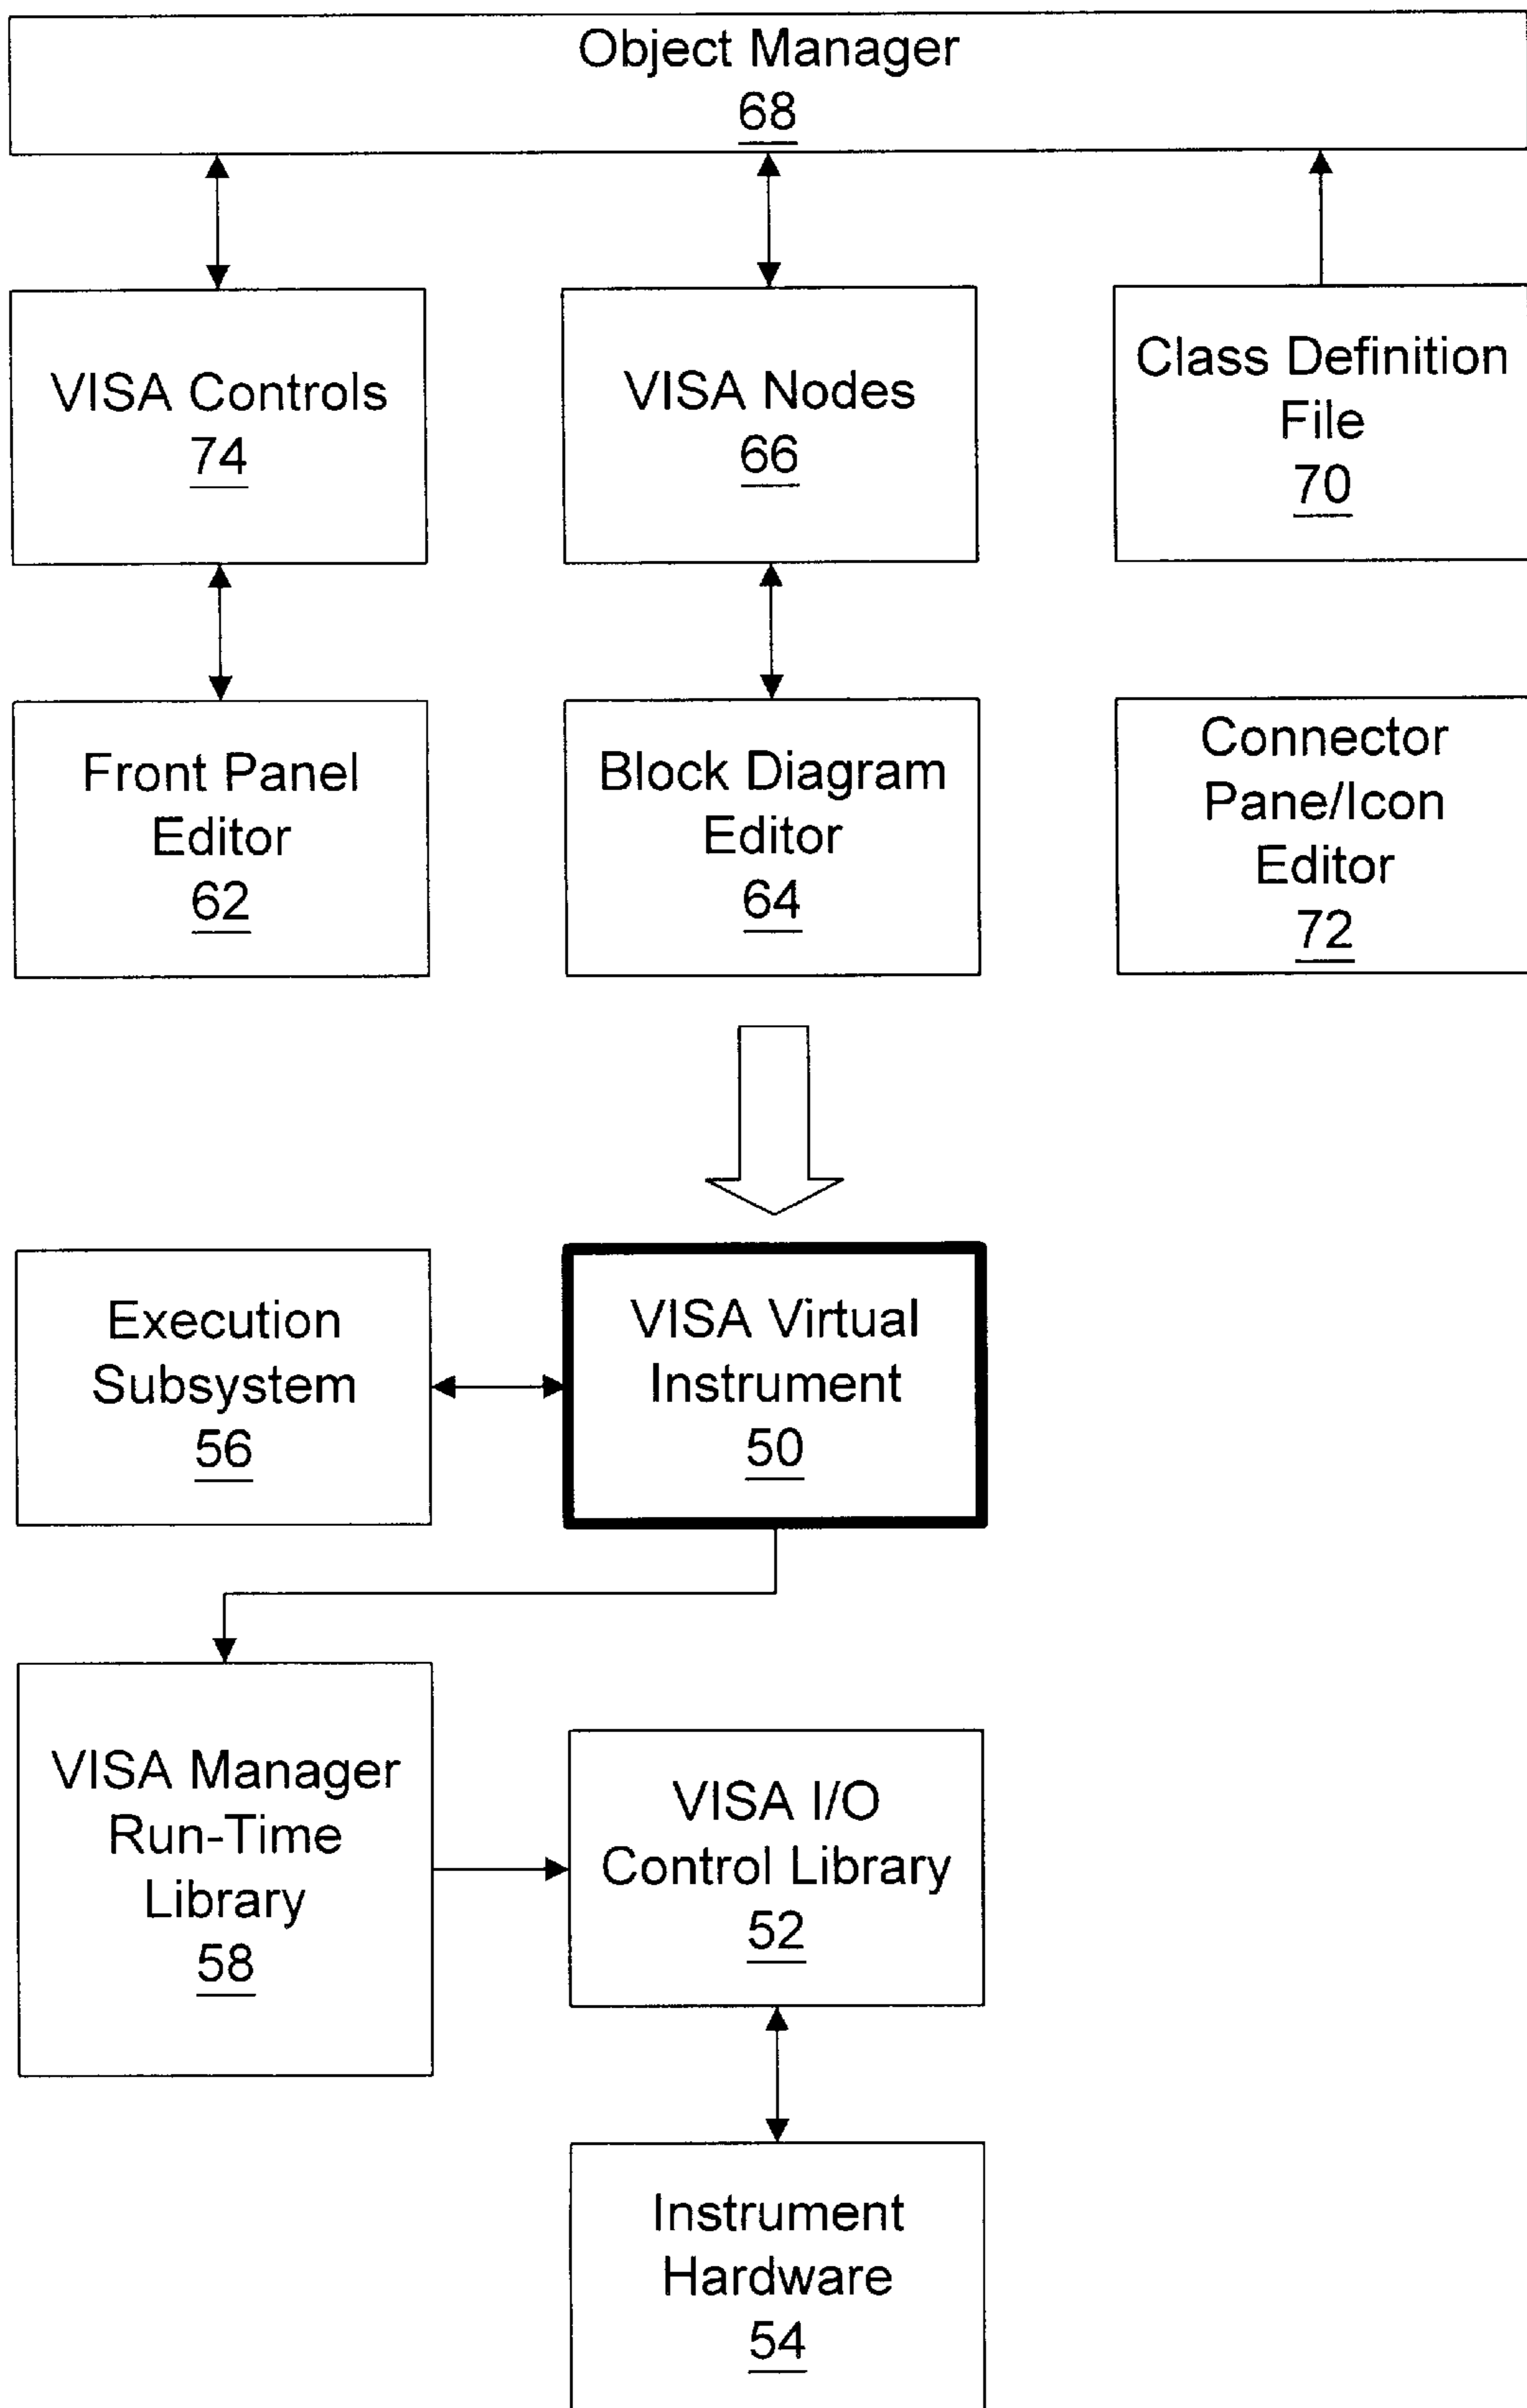 Object Manager
68
VISA Controls
74
VISA Nodes
66
Class Definition
File
70
Front Panel
Editor
62
Block Diagram
Editor
64
Connector
Pane/Icon
Editor
72
Execution
Subsystem
56
VISA Virtual
Instrument
50
VISA Manager
Run-Time
Library
58
VISA I/O
Control Library
52
Instrument
Hardware
54